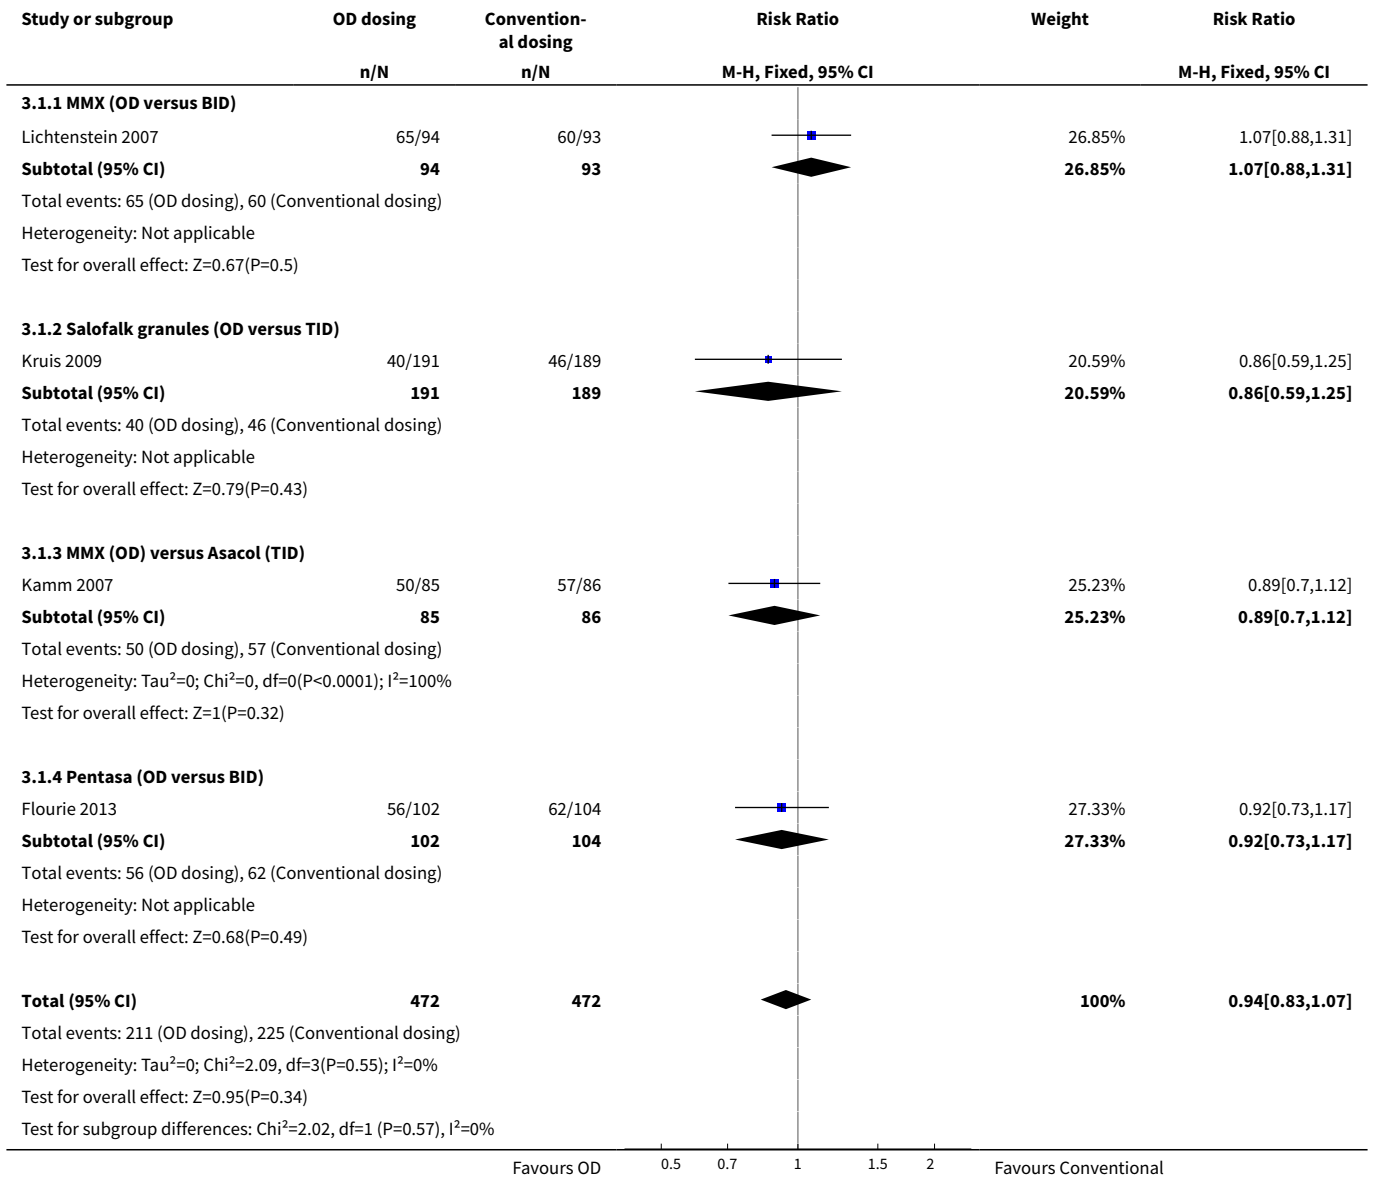 Study or subgroup OD dosing Convention- Risk Ratio Weight Risk Ratio
al dosing
n/N n/N M-H, Fixed, 95% CI M-H, Fixed, 95% CI
3.1.1 MMX (OD versus BID)
Lichtenstein 2007 65/94 60/93 26.85% 1.07[0.88,1.31]
Subtotal (95% CI) 94 93 26.85% 1.07[0.88,1.31]
Total events: 65 (OD dosing), 60 (Conventional dosing)
Heterogeneity: Not applicable
Test for overall effect: Z=0.67(P=0.5)
3.1.2 Salofalk granules (OD versus TID)
Kruis 2009 40/191 46/189 20.59% 0.86[0.59,1.25]
Subtotal (95% CI) 191 189 20.59% 0.86[0.59,1.25]
Total events: 40 (OD dosing), 46 (Conventional dosing)
Heterogeneity: Not applicable
Test for overall effect: Z=0.79(P=0.43)
3.1.3 MMX (OD) versus Asacol (TID)
Kamm 2007 50/85 57/86 25.23% 0.89[0.7,1.12]
Subtotal (95% CI) 85 86 25.23% 0.89[0.7,1.12]
Total events: 50 (OD dosing), 57 (Conventional dosing)
Heterogeneity: Tau²=0; Chi²=0, df=0(P<0.0001); I²=100%
Test for overall effect: Z=1(P=0.32)
3.1.4 Pentasa (OD versus BID)
Flourie 2013 56/102 62/104 27.33% 0.92[0.73,1.17]
Subtotal (95% CI) 102 104 27.33% 0.92[0.73,1.17]
Total events: 56 (OD dosing), 62 (Conventional dosing)
Heterogeneity: Not applicable
Test for overall effect: Z=0.68(P=0.49)
Total (95% CI) 472 472 100% 0.94[0.83,1.07]
Total events: 211 (OD dosing), 225 (Conventional dosing)
Heterogeneity: Tau²=0; Chi²=2.09, df=3(P=0.55); I²=0%
Test for overall effect: Z=0.95(P=0.34)
Test for subgroup differences: Chi²=2.02, df=1 (P=0.57), I²=0%
Favours OD 0.5 0.7 1 1.5 2 Favours Conventional